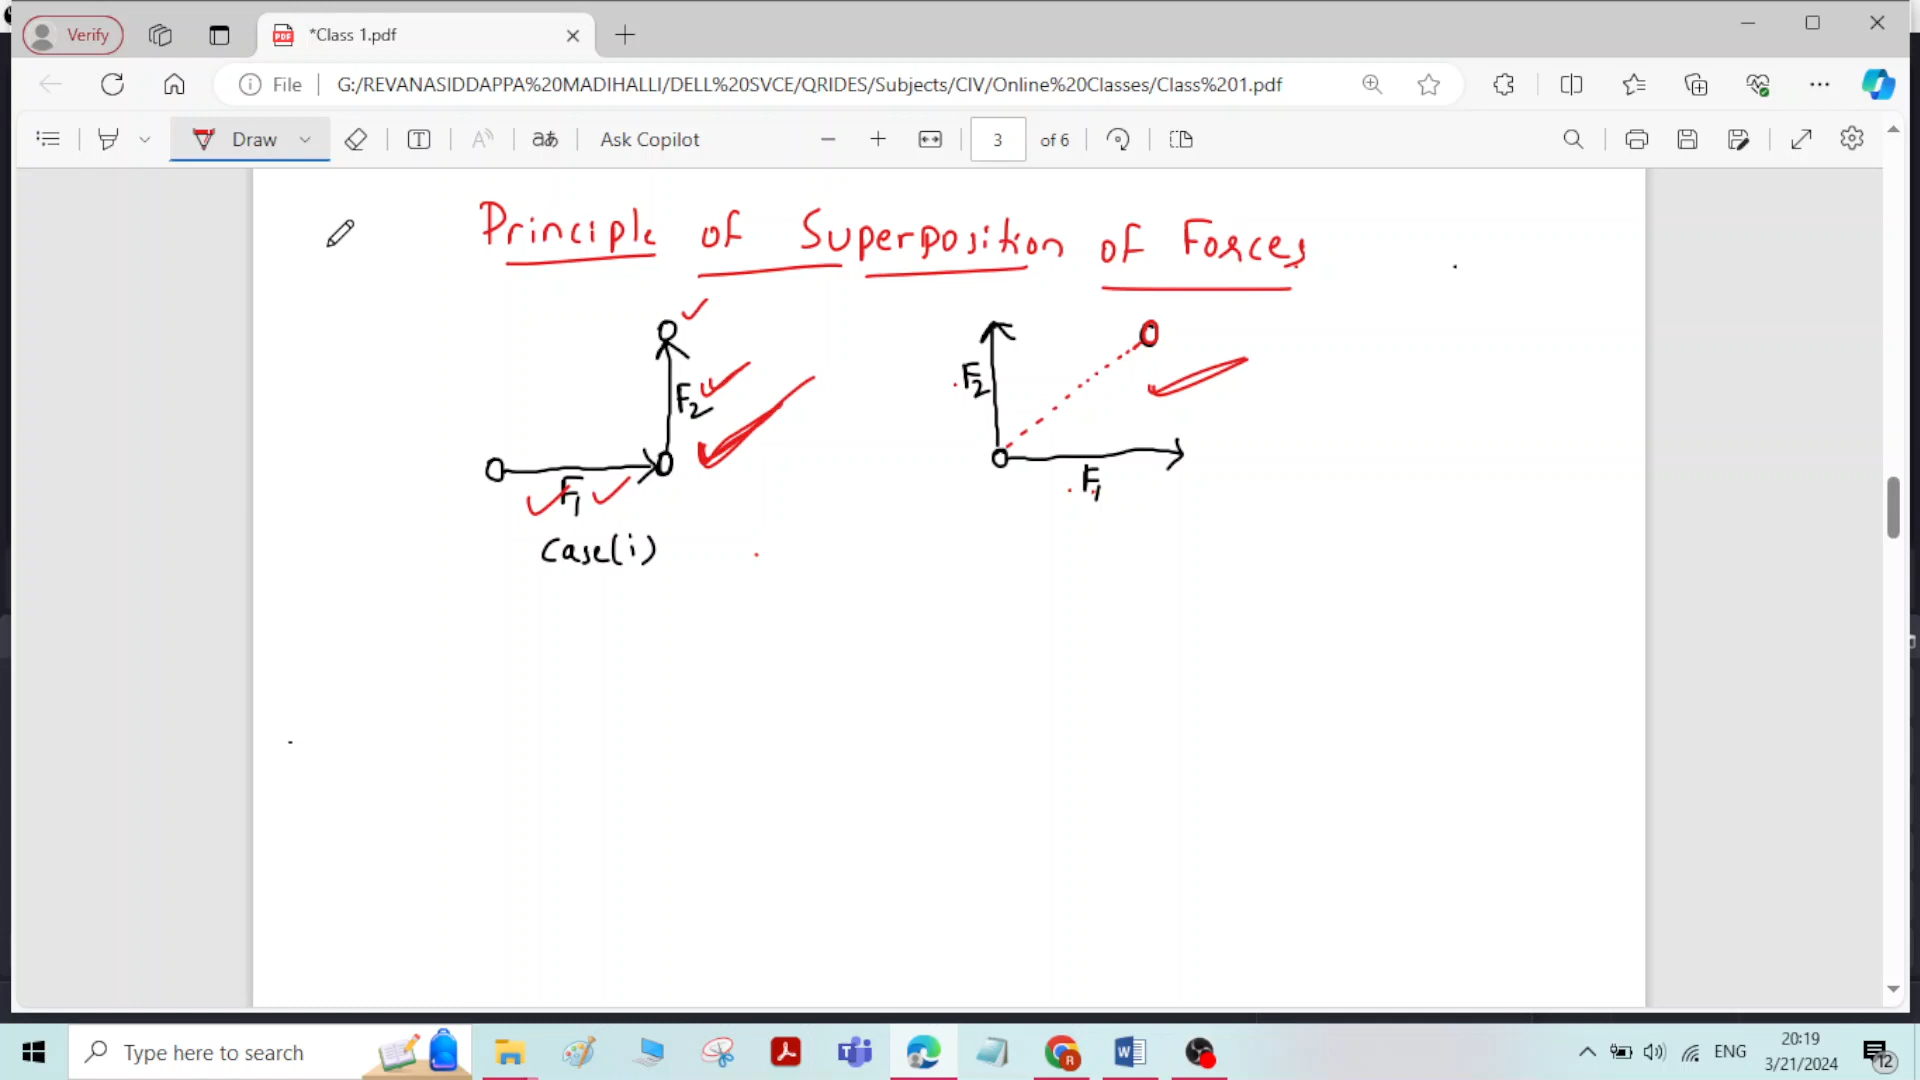 Verify
*Class 1.pdf
File
G:/REVANASIDDAPPA%20MADIHALLI/DELL%20SVCE/QRIDES/Subjects/CIV/Online%20Classes/Class%201.pdf
Draw
Ask Copilot
3 of 6
Principle of Superposition of Forces
F2
F1
Case(i)
F2
F1
Type here to search
ENG
20:19
3/21/2024
12